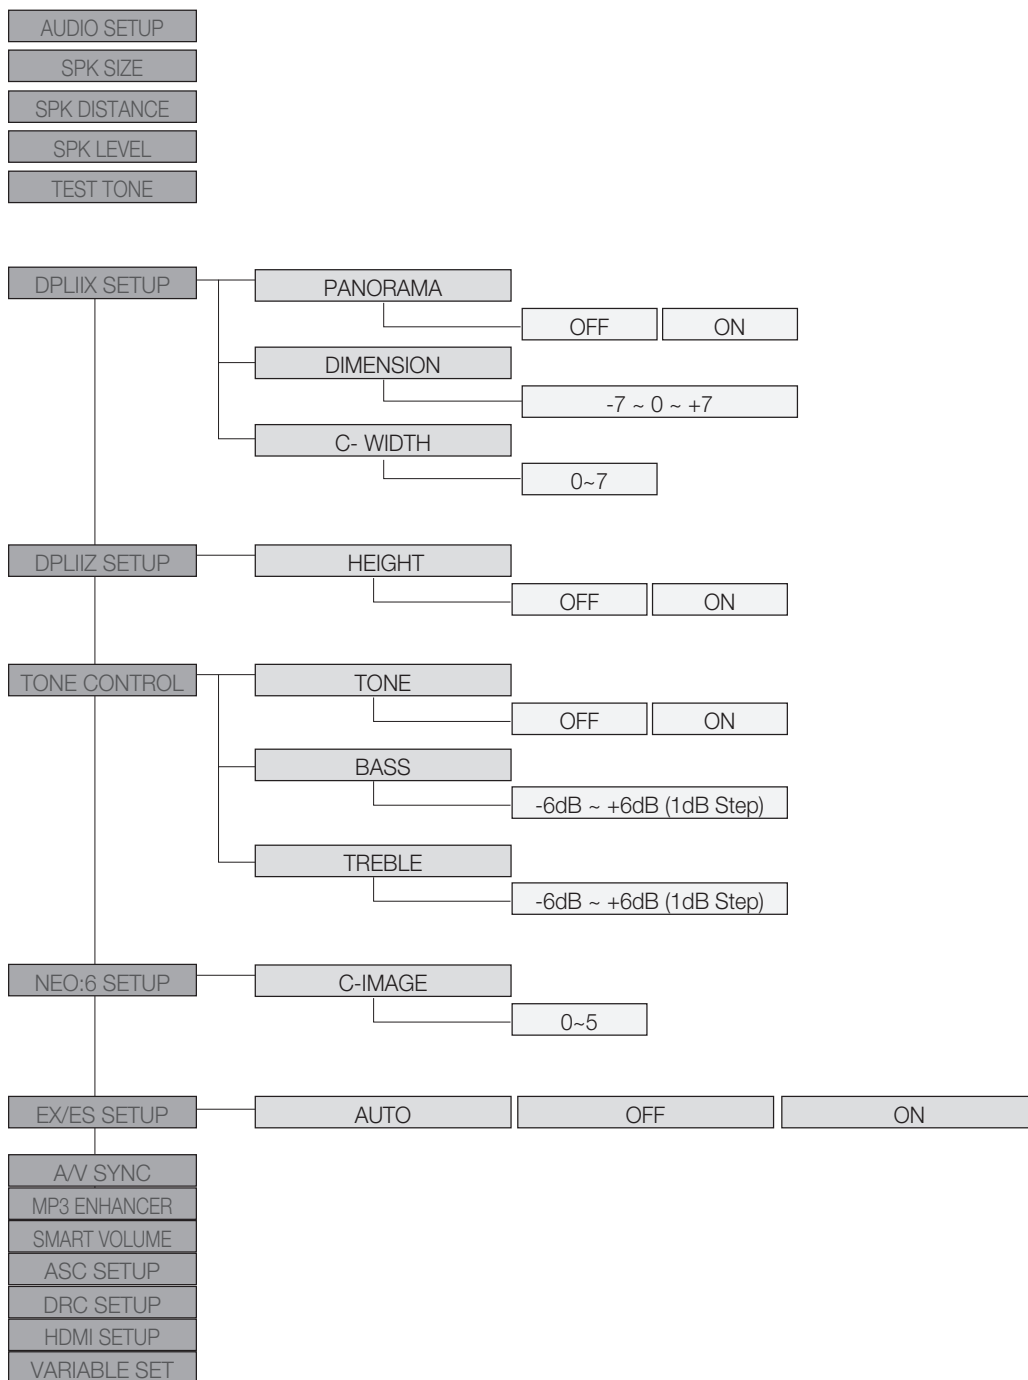 AUDIO SETUP
SPK SIZE
SPK DISTANCE
SPK LEVEL
TEST TONE
DPLIIX SETUP
PANORAMA
OFF
ON
DIMENSION
-7 ~ 0 ~ +7
C- WIDTH
0~7
DPLIIZ SETUP
HEIGHT
OFF
ON
TONE CONTROL
TONE
OFF
ON
BASS
-6dB ~ +6dB (1dB Step)
TREBLE
-6dB ~ +6dB (1dB Step)
NEO:6 SETUP
C-IMAGE
0~5
EX/ES SETUP
AUTO
OFF
ON
A/V SYNC
MP3 ENHANCER
SMART VOLUME
ASC SETUP
DRC SETUP
HDMI SETUP
VARIABLE SET